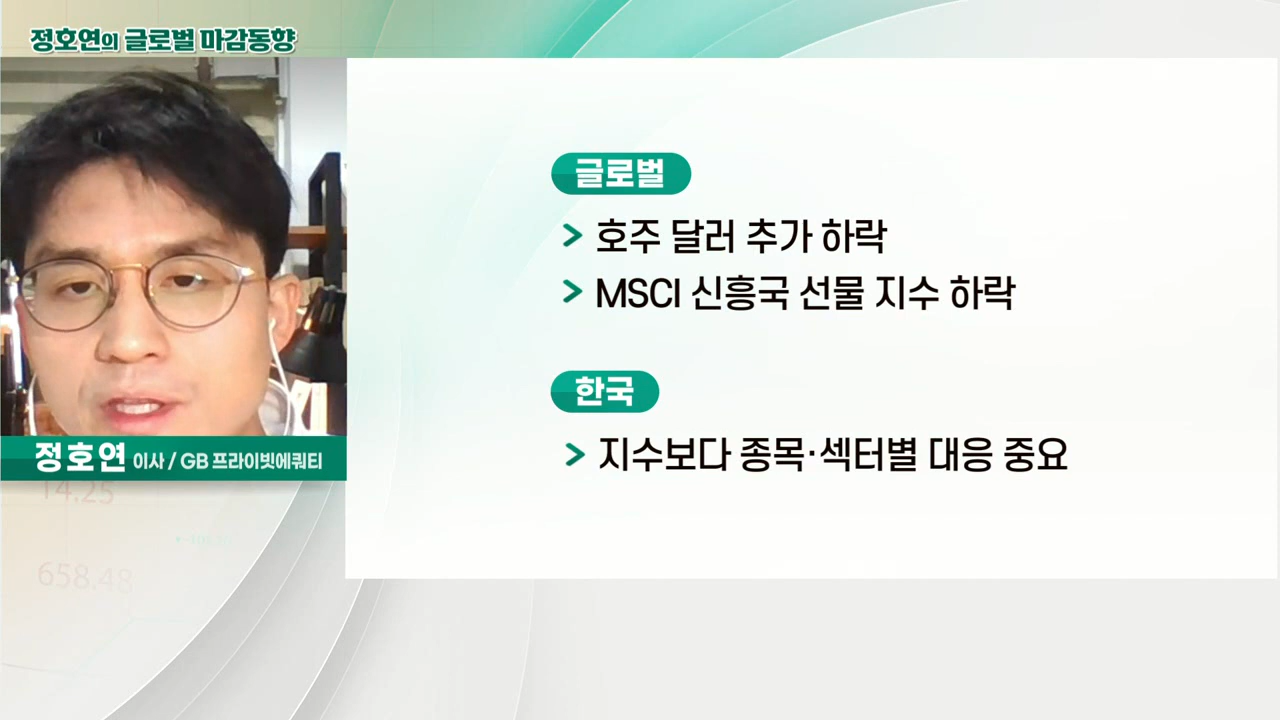 정호연의 글로벌 마감동향
글로벌
> 호주 달러 추가 하락
> MSCI 신흥국 선물 지수 하락
한국
> 지수보다 종목·섹터별 대응 중요
정호연 이사 / GB 프라이빗에쿼티
14.25
658.48